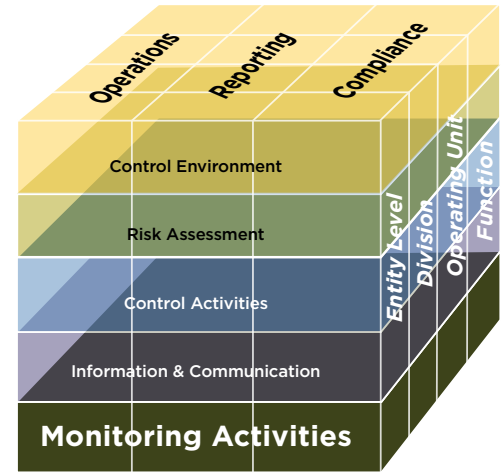 Operations
Reporting
Compliance
Control Environment
Risk Assessment
Control Activities
Information & Communication
Monitoring Activities
Entity Level
Division
Operating Unit
Function